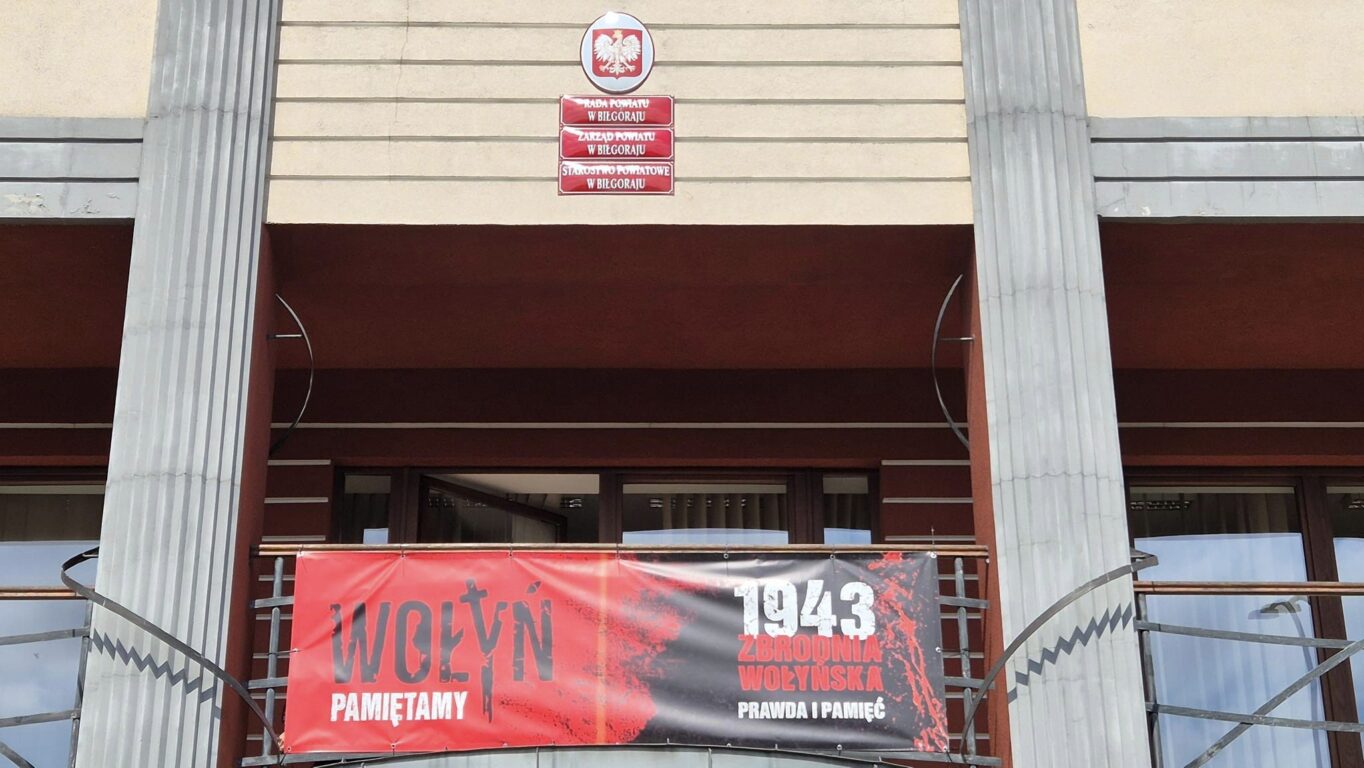 RADA POWIATU
W BIŁGORAJU
ZARZĄD POWIATU
W BIŁGORAJU
STAROSTWO POWIATOWE
W BIŁGORAJU
WOŁYŃ
PAMIĘTAMY
1943
ZBRODNIA
WOŁYŃSKA
PRAWDA I PAMIĘĆ